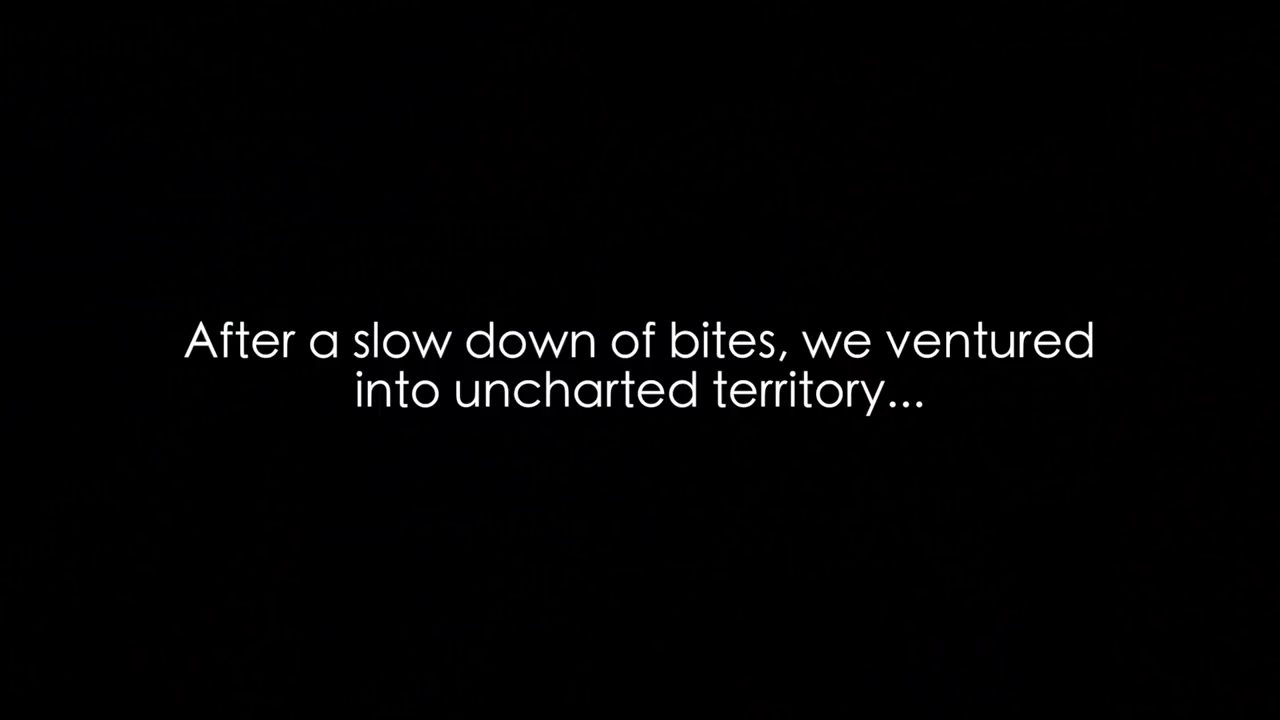 After a slow down of bites, we ventured
into uncharted territory...